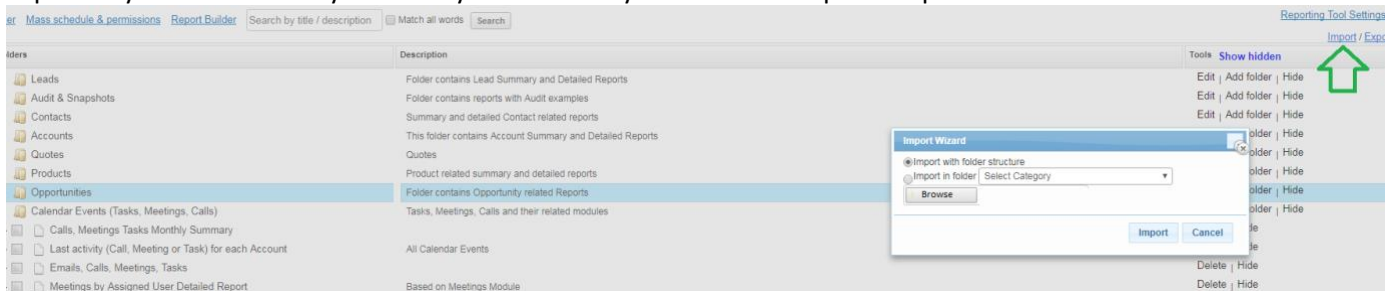 er Mass schedule & permissions Report Builder Search by title / description Match all words Search Reporting Tool Settings
Import / Expo
lders Description Tools Show hidden
Leads Folder contains Lead Summary and Detailed Reports Edit | Add folder | Hide
Audit & Snapshots Folder contains reports with Audit examples Edit | Add folder | Hide
Contacts Summary and detailed Contact related reports Edit | Add folder | Hide
Accounts This folder contains Account Summary and Detailed Reports older | Hide
Quotes Quotes older | Hide
Products Product related summary and detailed reports older | Hide
Opportunities Folder contains Opportunity related Reports older | Hide
Calendar Events (Tasks, Meetings, Calls) Tasks, Meetings, Calls and their related modules older | Hide
Calls, Meetings Tasks Monthly Summary de
Last activity (Call, Meeting or Task) for each Account All Calendar Events de
Emails, Calls, Meetings, Tasks Delete | Hide
Meetings by Assigned User Detailed Report Based on Meetings Module Delete | Hide
Import Wizard
Import with folder structure
Import in folder Select Category
Browse
Import Cancel